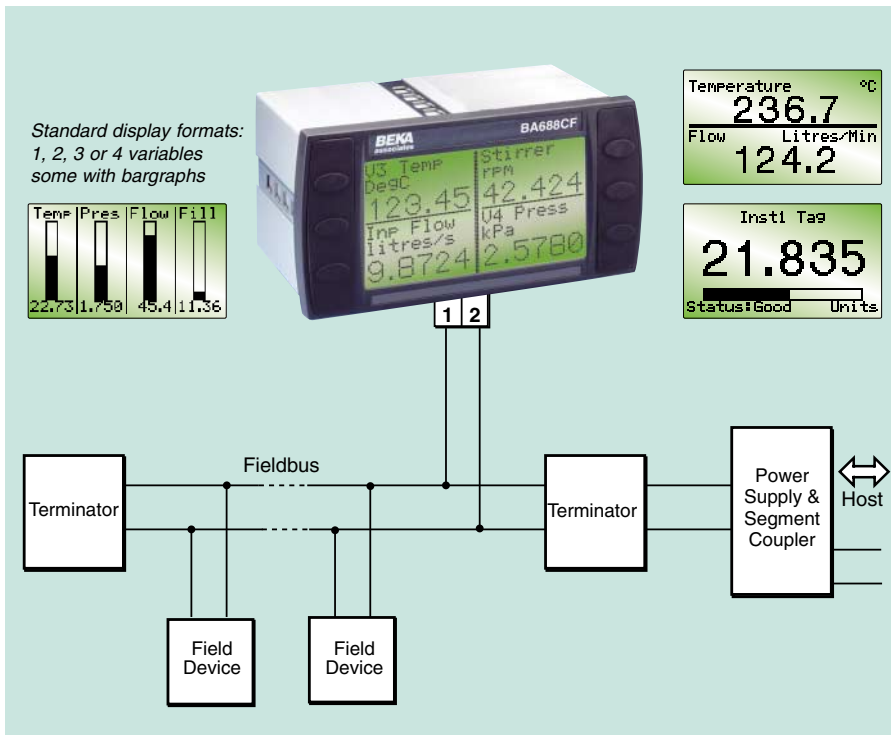 Standard display formats:
1, 2, 3 or 4 variables
some with bargraphs
Temp Pres Flow Fill
22.73 1.750 45.4 11.36
BEKA
associates
BA688CF
V3 Temp
DegC
123.45
Stirrer
rpm
42.424
Inp Flow
litres/s
9.8724
V4 Press
kPa
2.5780
Temperature °C
236.7
Flow Litres/Min
124.2
Inst1 Tag
21.835
Status:Good Units
1 2
Fieldbus
Terminator
Terminator
Power
Supply &
Segment
Coupler
Host
Field
Device
Field
Device